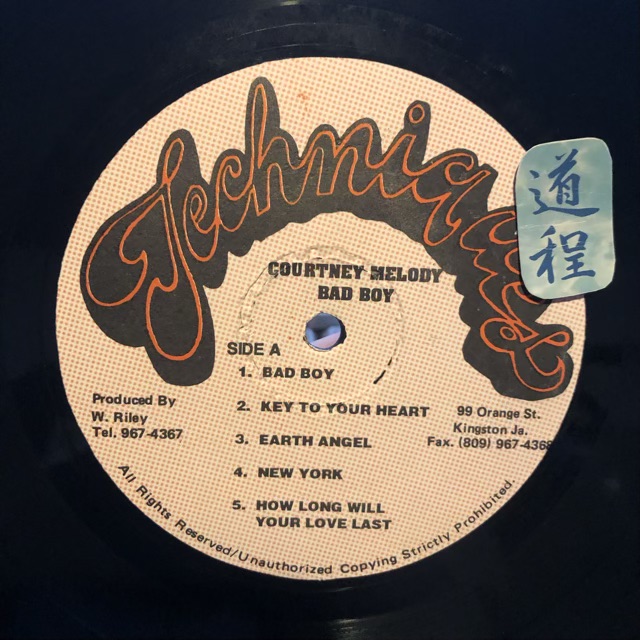 Techniques
道程
COURTNEY MELODY
BAD BOY
SIDE A
1. BAD BOY
2. KEY TO YOUR HEART
3. EARTH ANGEL
4. NEW YORK
5. HOW LONG WILL
YOUR LOVE LAST
Produced By
W. Riley
Tel. 967-4367
99 Orange St.
Kingston Ja.
Fax. (809) 967-4368
All Rights Reserved/Unauthorized Copying Strictly Prohibited